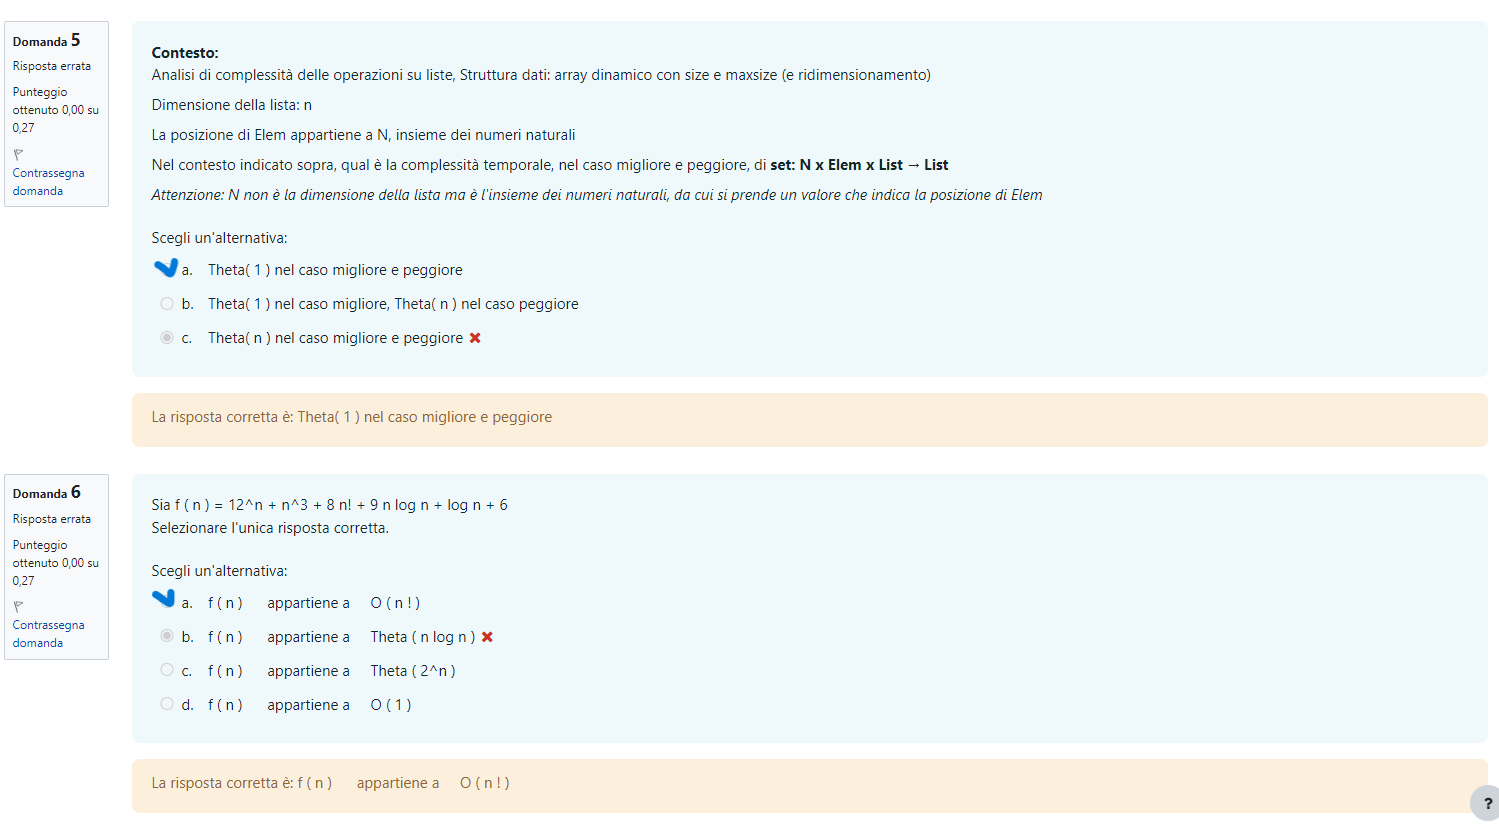 Domanda 5
Risposta errata
Punteggio
ottenuto 0,00 su
0,27
Contrassegna
domanda
Contesto:
Analisi di complessità delle operazioni su liste, Struttura dati: array dinamico con size e maxsize (e ridimensionamento)
Dimensione della lista: n
La posizione di Elem appartiene a N, insieme dei numeri naturali
Nel contesto indicato sopra, qual è la complessità temporale, nel caso migliore e peggiore, di set: N x Elem x List → List
Attenzione: N non è la dimensione della lista ma è l'insieme dei numeri naturali, da cui si prende un valore che indica la posizione di Elem
Scegli un'alternativa:
a. Theta( 1 ) nel caso migliore e peggiore
b. Theta( 1 ) nel caso migliore, Theta( n ) nel caso peggiore
c. Theta( n ) nel caso migliore e peggiore
La risposta corretta è: Theta( 1 ) nel caso migliore e peggiore
Domanda 6
Risposta errata
Punteggio
ottenuto 0,00 su
0,27
Contrassegna
domanda
Sia f ( n ) = 12^n + n^3 + 8 n! + 9 n log n + log n + 6
Selezionare l'unica risposta corretta.
Scegli un'alternativa:
a. f ( n ) appartiene a O ( n ! )
b. f ( n ) appartiene a Theta ( n log n )
c. f ( n ) appartiene a Theta ( 2^n )
d. f ( n ) appartiene a O ( 1 )
La risposta corretta è: f ( n ) appartiene a O ( n ! )
?